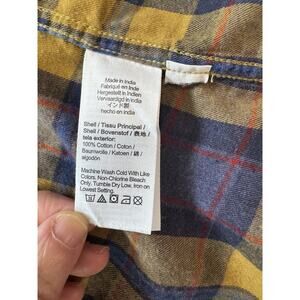 Made in India
Fabriqué en Inde
Hergestellt in Indien
Vervaardigd in India
インド製
hecho en India
Shell / Tissu Principal /
Shell / Bovenstof / 表地 /
tela exterior:
100% Cotton / Coton /
Baumwolle / Katoen / 綿 /
algodón
Machine Wash Cold With Like
Colors. Non-Chlorine Bleach
Only. Tumble Dry Low. Iron on
Lowest Setting.